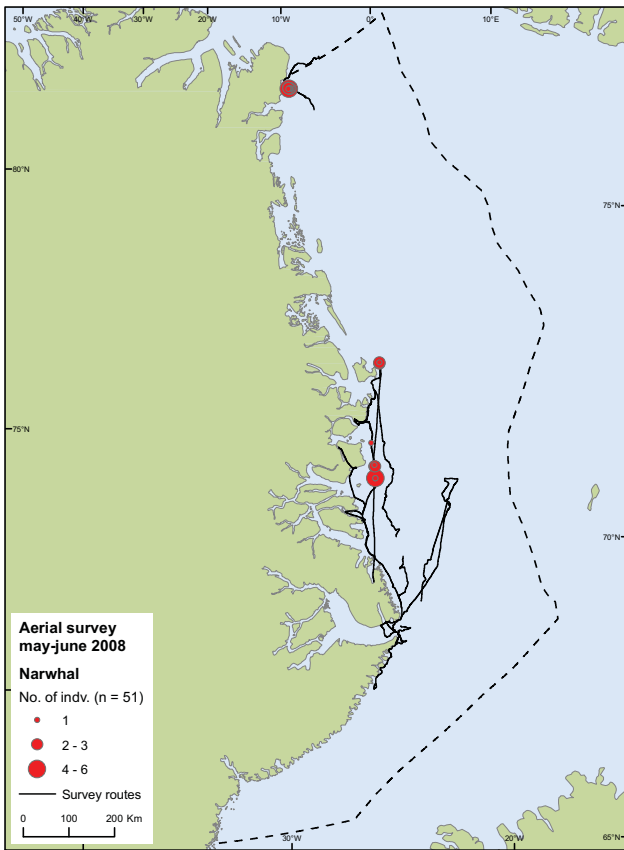 50°W 40°W 30°W 20°W 10°W 0° 10°E
80°N
75°N
75°N
70°N
Aerial survey
may-june 2008
Narwhal
No. of indv. (n = 51)
1
2 - 3
4 - 6
Survey routes
0 100 200 Km
30°W 20°W 65°N